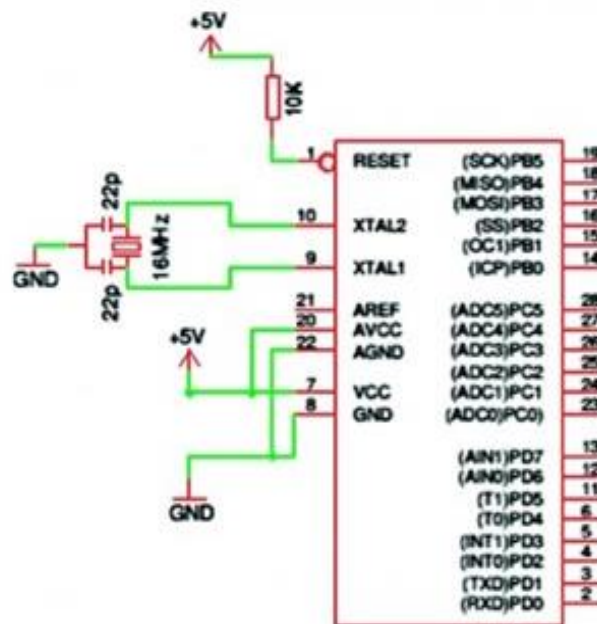 +5V
10K
1 RESET (SCK)PB5 19
(MISO)PB4 18
(MOSI)PB3 17
22p
10 XTAL2 (SS)PB2 16
(OC1)PB1 15
16MHz
9 XTAL1 (ICP)PB0 14
GND
22p
21 AREF (ADC5)PC5 28
20 AVCC (ADC4)PC4 27
+5V
22 AGND (ADC3)PC3 26
(ADC2)PC2 25
7 VCC (ADC1)PC1 24
8 GND (ADC0)PC0) 23
(AIN1)PD7 13
(AIN0)PD6 12
GND
(T1)PD5 11
(T0)PD4 6
(INT1)PD3 5
(INT0)PD2 4
(TXD)PD1 3
(RXD)PD0 2